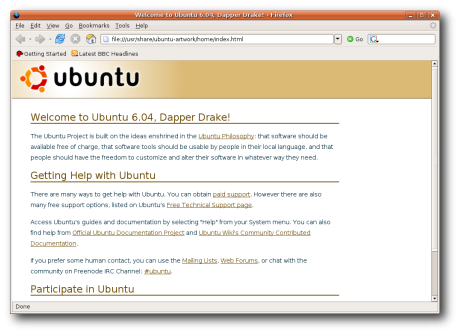 Welcome to Ubuntu 6.04, Dapper Drake! - Firefox
File Edit View Go Bookmarks Tools Help
file:///usr/share/ubuntu-artwork/home/index.html Go
Getting Started Latest BBC Headlines
ubuntu
Welcome to Ubuntu 6.04, Dapper Drake!
The Ubuntu Project is built on the ideas enshrined in the Ubuntu Philosophy: that software should be
available free of charge, that software tools should be usable by people in their local language, and that
people should have the freedom to customize and alter their software in whatever way they need.
Getting Help with Ubuntu
There are many ways to get help with Ubuntu. You can obtain paid support. However there are also
many free support options, listed on Ubuntu's Free Technical Support page.
Access Ubuntu's guides and documentation by selecting "Help" from your System menu. You can also
find help from Official Ubuntu Documentation Project and Ubuntu Wiki's Community Contributed
Documentation.
If you prefer some human contact, you can use the Mailing Lists, Web Forums, or chat with the
community on Freenode IRC Channel: #ubuntu.
Participate in Ubuntu
Done